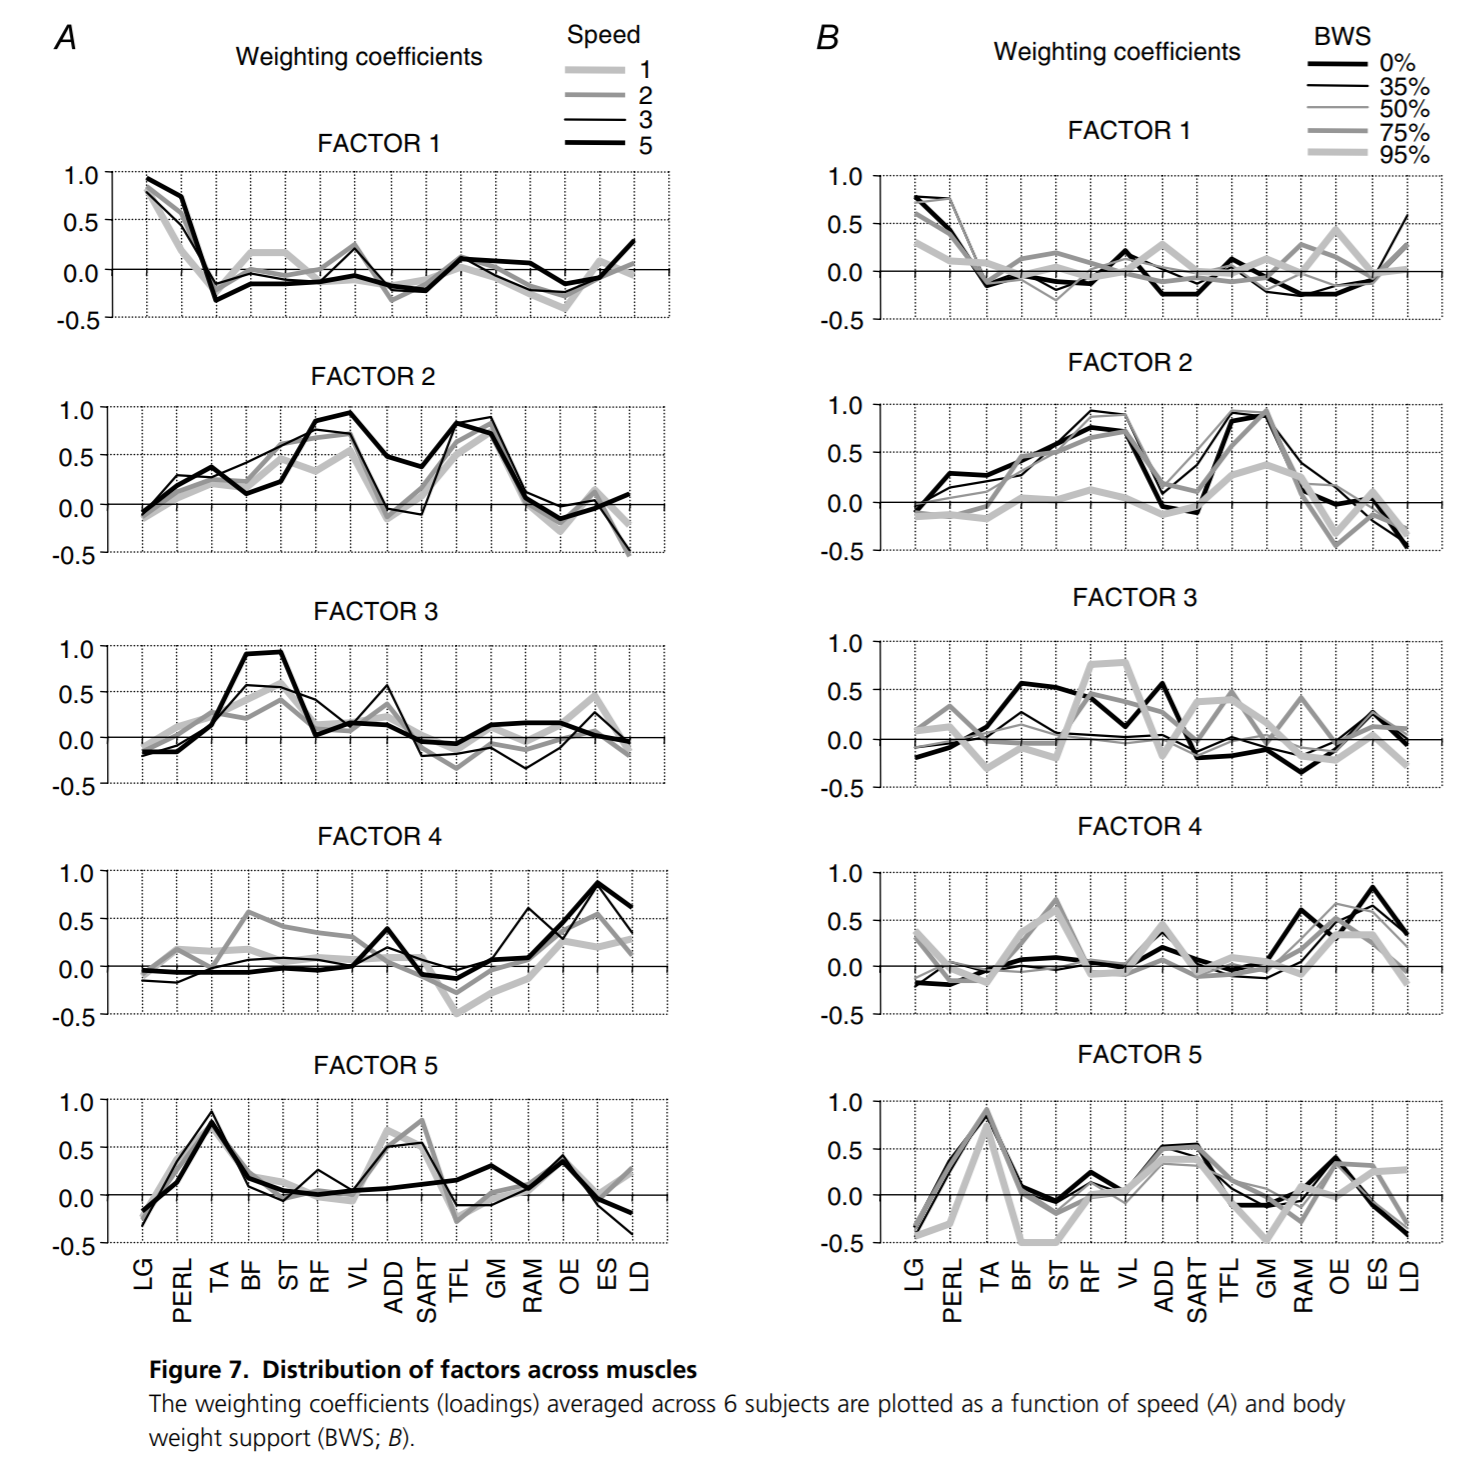 A
Weighting coefficients
Speed
1
2
3
5
FACTOR 1
1.0
0.5
0.0
-0.5
FACTOR 2
1.0
0.5
0.0
-0.5
FACTOR 3
1.0
0.5
0.0
-0.5
FACTOR 4
1.0
0.5
0.0
-0.5
FACTOR 5
1.0
0.5
0.0
-0.5
LG PERL TA BF ST RF VL ADD SART TFL GM RAM OE ES LD
B
Weighting coefficients
BWS
0%
35%
50%
75%
95%
FACTOR 1
1.0
0.5
0.0
-0.5
FACTOR 2
1.0
0.5
0.0
-0.5
FACTOR 3
1.0
0.5
0.0
-0.5
FACTOR 4
1.0
0.5
0.0
-0.5
FACTOR 5
1.0
0.5
0.0
-0.5
LG PERL TA BF ST RF VL ADD SART TFL GM RAM OE ES LD
Figure 7. Distribution of factors across muscles
The weighting coefficients (loadings) averaged across 6 subjects are plotted as a function of speed (A) and body
weight support (BWS; B).